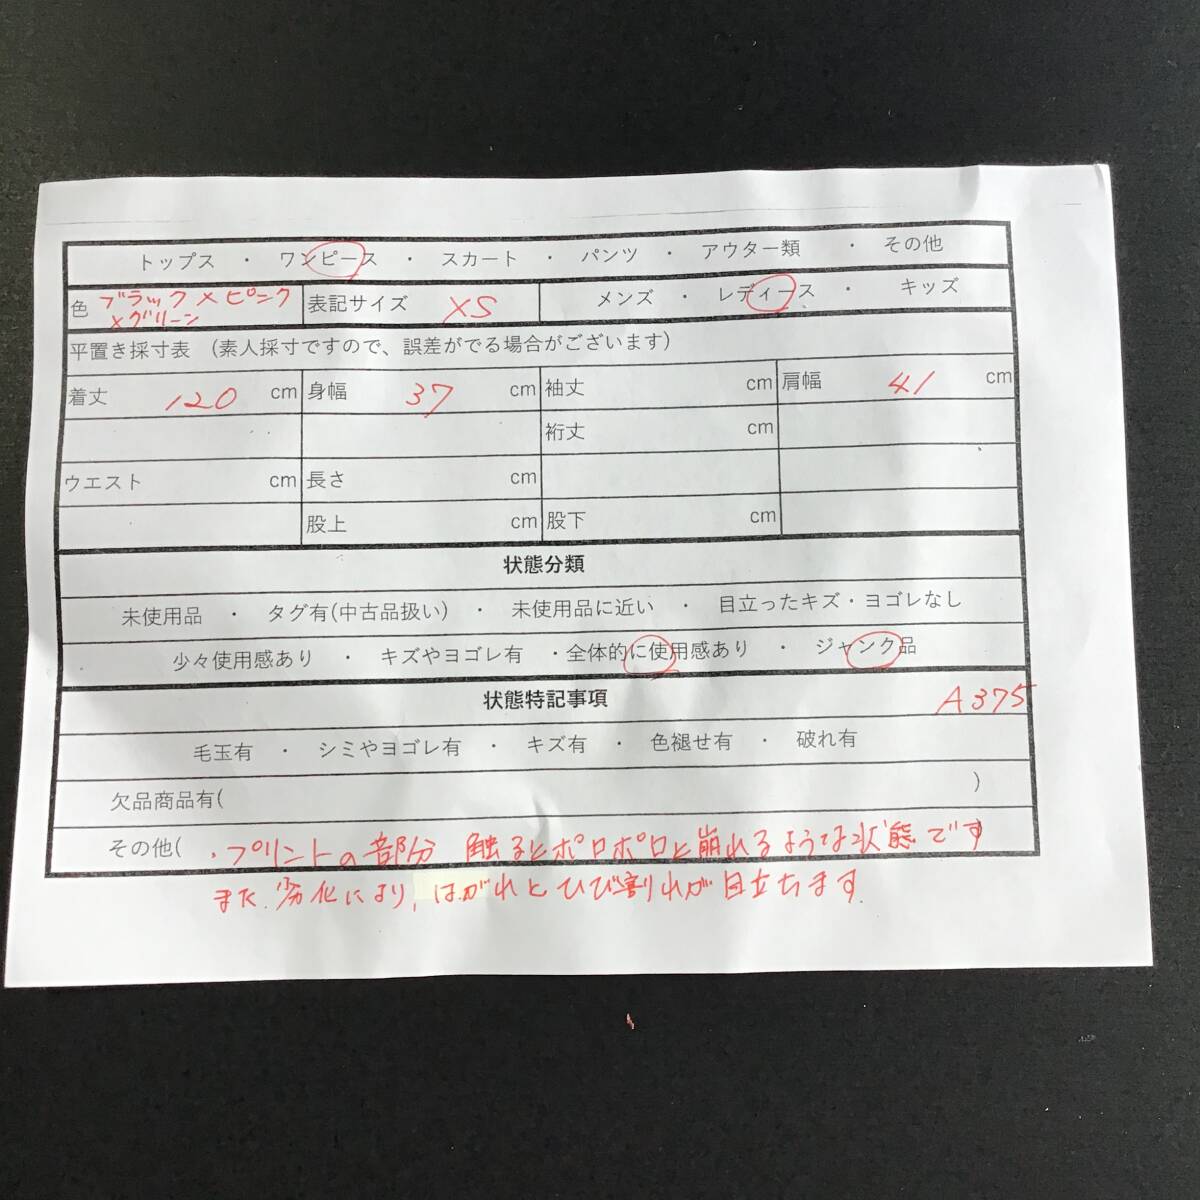 トップス ・ ワンピース ・ スカート ・ パンツ ・ アウター類 ・ その他
色 ブラック×ピンク ×グリーン 表記サイズ XS メンズ ・ レディース ・ キッズ
平置き採寸表 (素人採寸ですので、誤差がでる場合がございます)
着丈 120 cm 身幅 37 cm 袖丈 cm 肩幅 41 cm
裄丈 cm
ウエスト cm 長さ cm
股上 cm 股下 cm
状態分類
未使用品 ・ タグ有(中古品扱い) ・ 未使用品に近い ・ 目立ったキズ・ヨゴレなし
少々使用感あり ・ キズやヨゴレ有 ・全体的に使用感あり ・ ジャンク品
状態特記事項 A375
毛玉有 ・ シミやヨゴレ有 ・ キズ有 ・ 色褪せ有 ・ 破れ有
欠品商品有( )
その他( ・プリントの部分 触るとボロボロと崩れるような状態です
また、劣化により、はがれとひび割れが目立ちます.